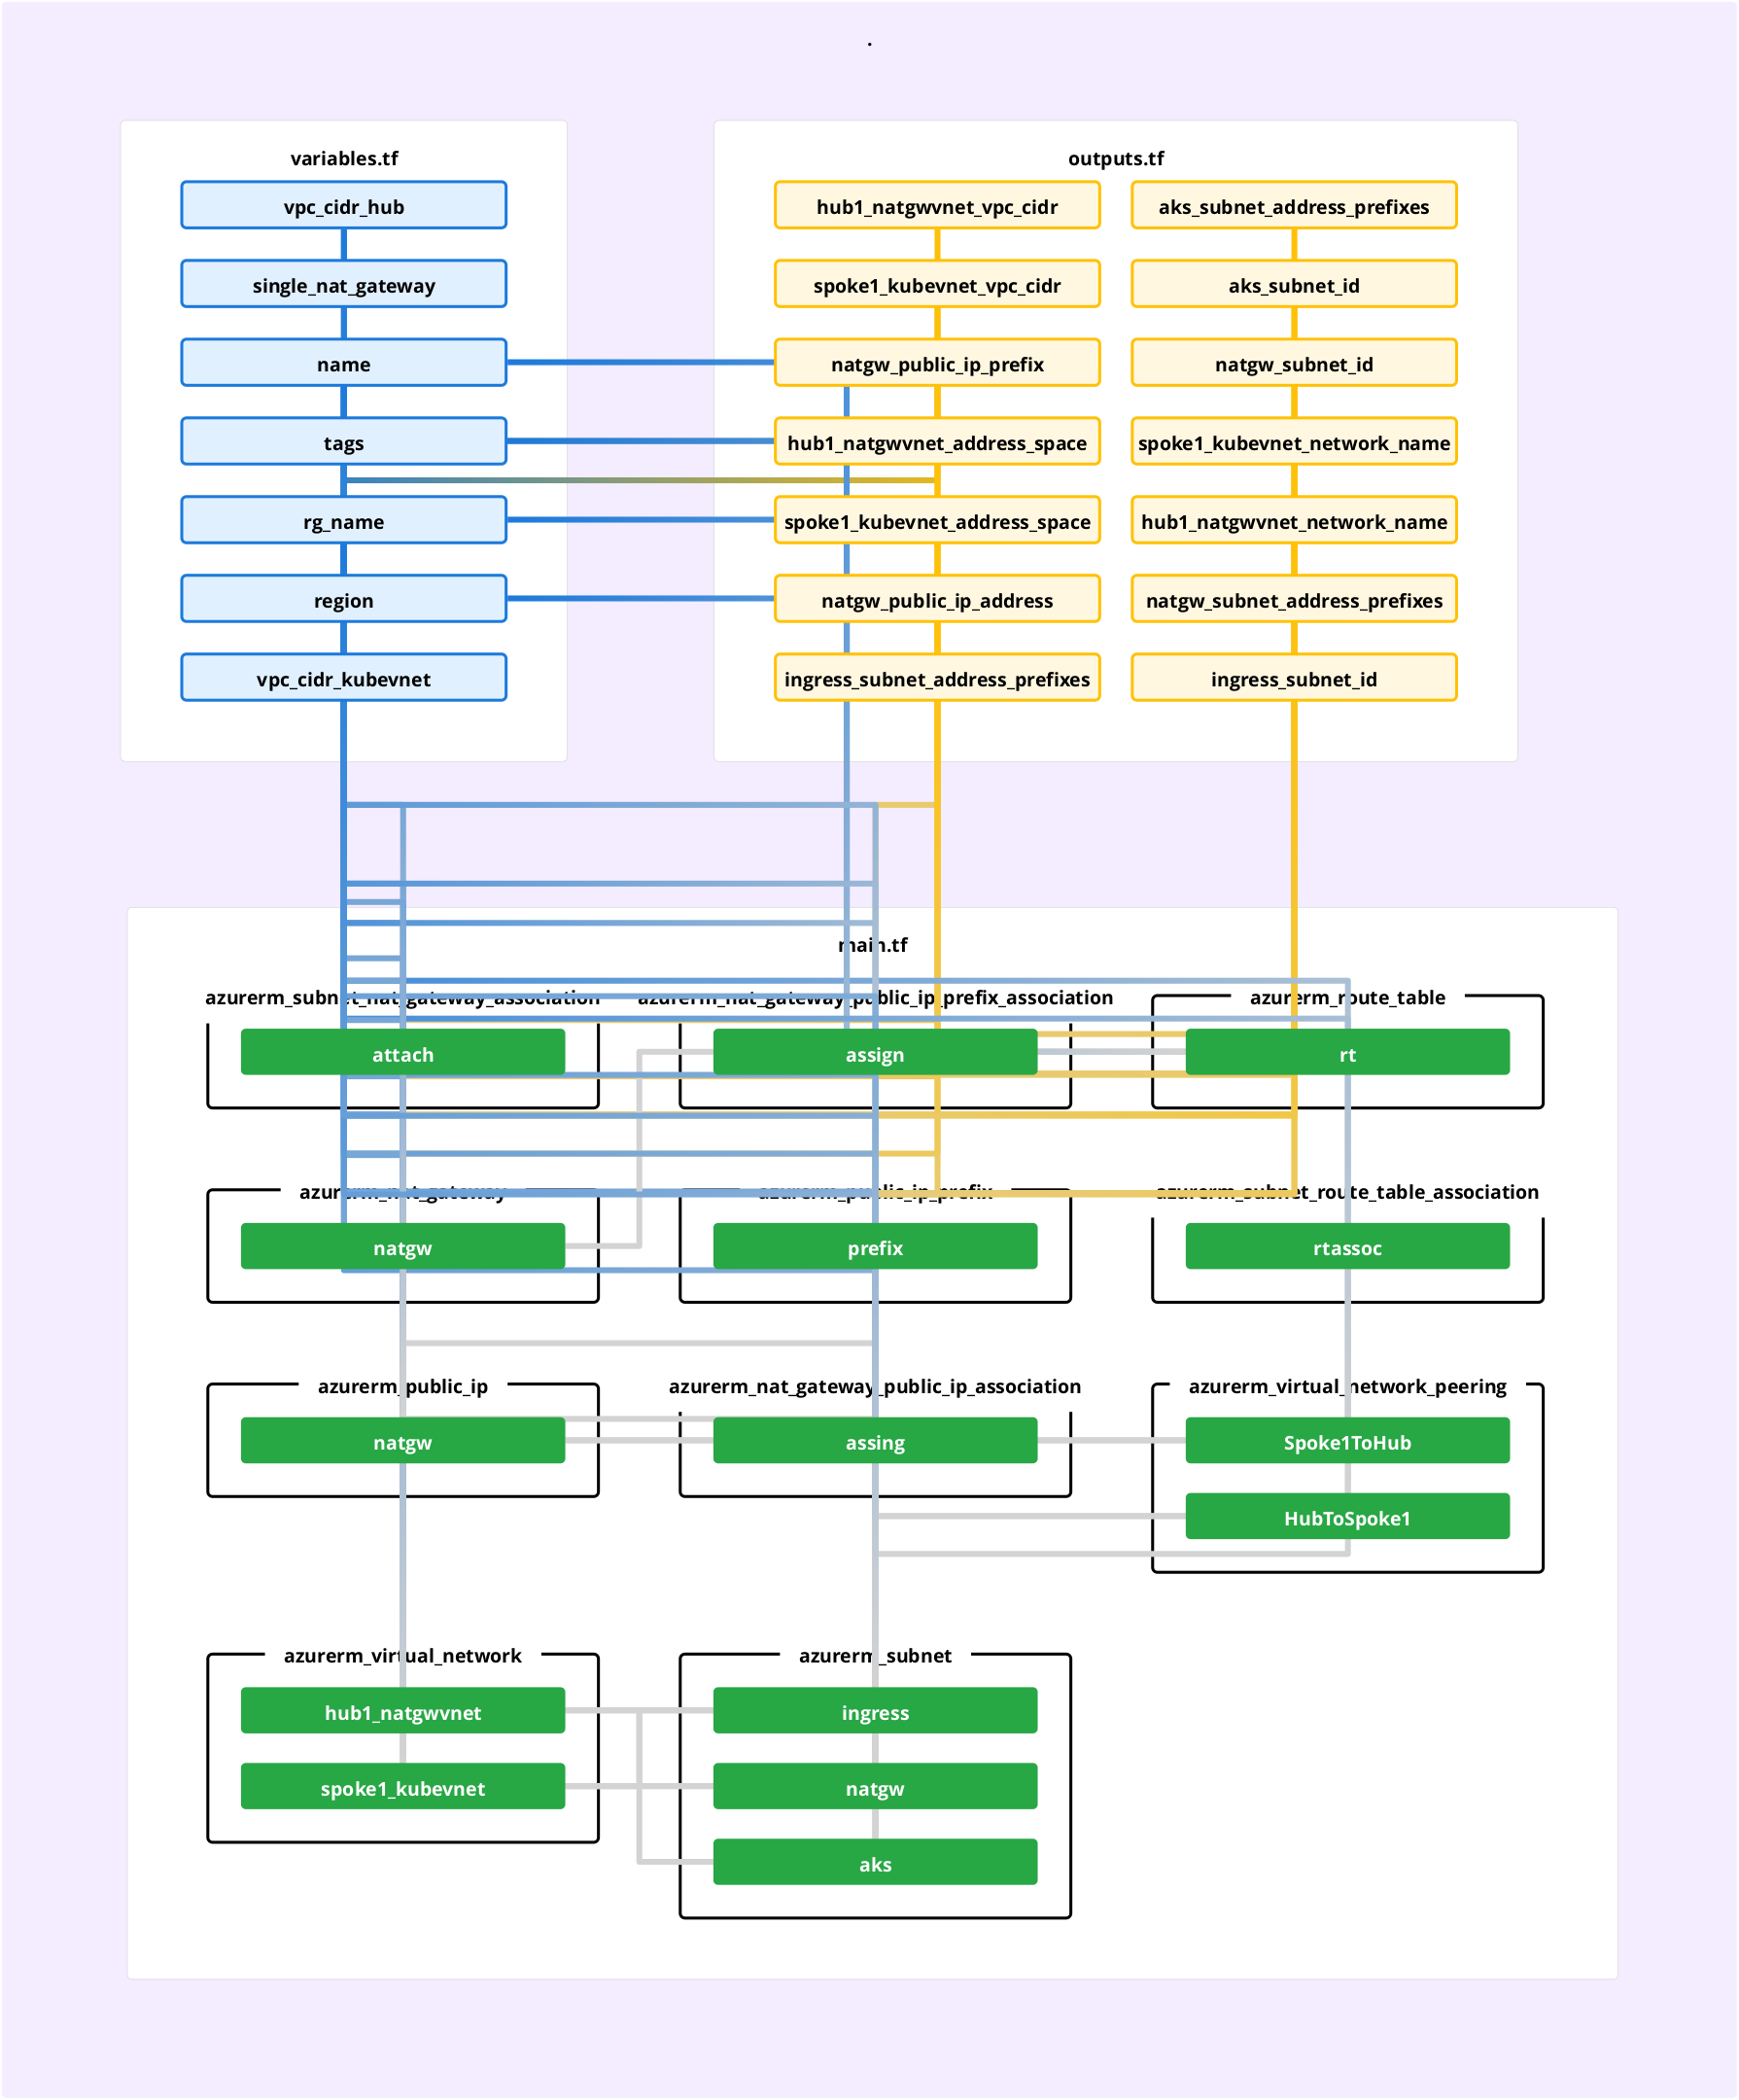 .
variables.tf
vpc_cidr_hub
single_nat_gateway
name
tags
rg_name
region
vpc_cidr_kubevnet
outputs.tf
hub1_natgwvnet_vpc_cidr
aks_subnet_address_prefixes
spoke1_kubevnet_vpc_cidr
aks_subnet_id
natgw_public_ip_prefix
natgw_subnet_id
hub1_natgwvnet_address_space
spoke1_kubevnet_network_name
spoke1_kubevnet_address_space
hub1_natgwvnet_network_name
natgw_public_ip_address
natgw_subnet_address_prefixes
ingress_subnet_address_prefixes
ingress_subnet_id
main.tf
azurerm_subnet_nat_gateway_association
attach
azurerm_nat_gateway_public_ip_prefix_association
assign
azurerm_route_table
rt
azurerm_nat_gateway
natgw
azurerm_public_ip_prefix
prefix
azurerm_subnet_route_table_association
rtassoc
azurerm_public_ip
natgw
azurerm_nat_gateway_public_ip_association
assing
azurerm_virtual_network_peering
Spoke1ToHub
HubToSpoke1
azurerm_virtual_network
hub1_natgwvnet
spoke1_kubevnet
azurerm_subnet
ingress
natgw
aks